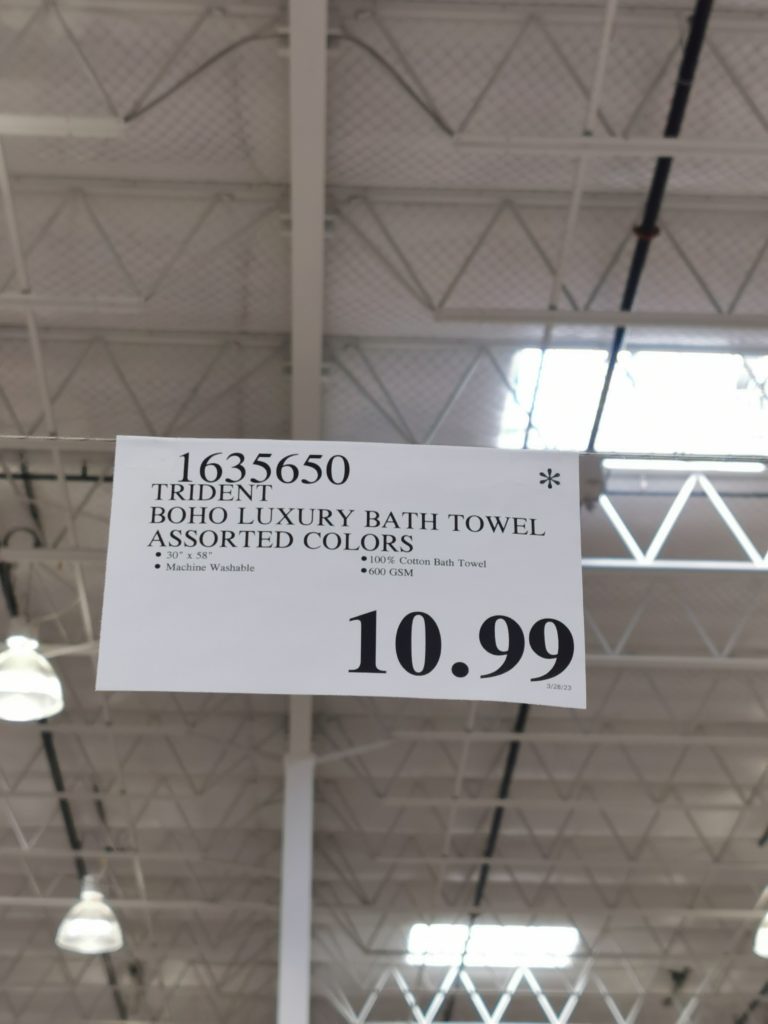 1635650 *
TRIDENT
BOHO LUXURY BATH TOWEL
ASSORTED COLORS
• 30" x 58" • 100% Cotton Bath Towel
• Machine Washable • 600 GSM
10.99
3/28/23